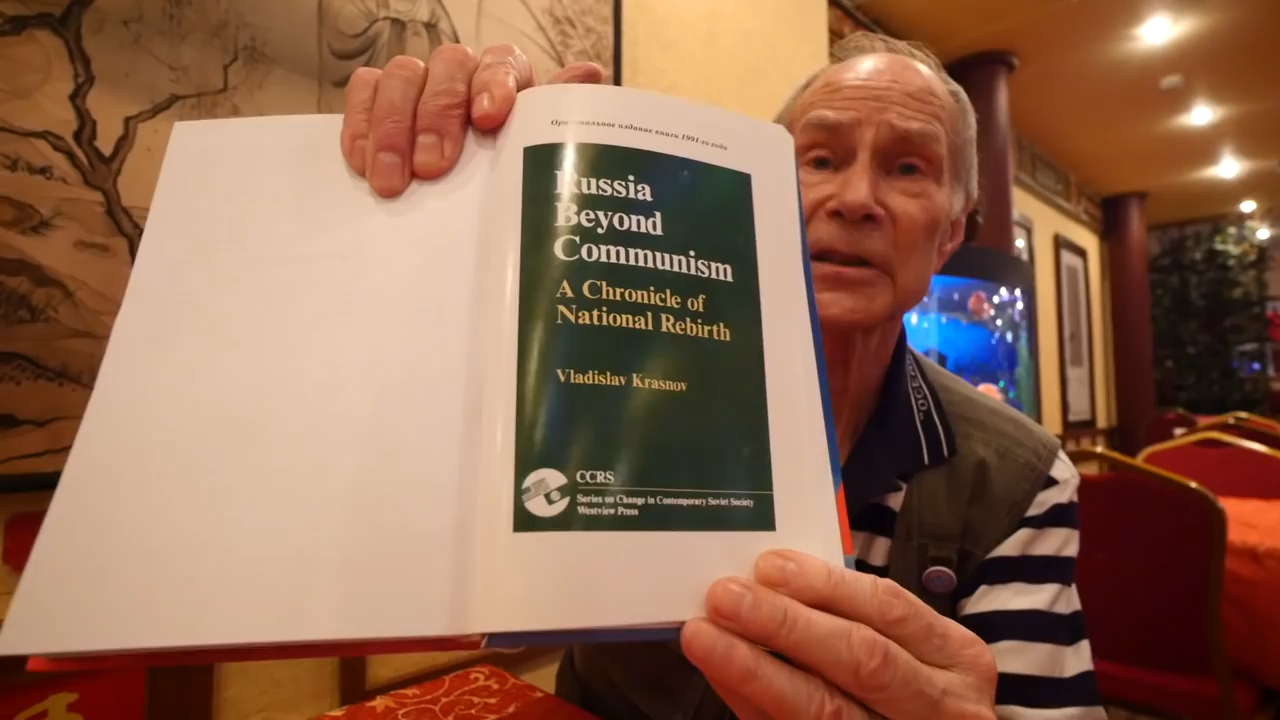 Оригинальное издание книги 1991-го года
Russia
Beyond
Communism
A Chronicle of
National Rebirth
Vladislav Krasnov
CCRS
Series on Change in Contemporary Soviet Society
Westview Press